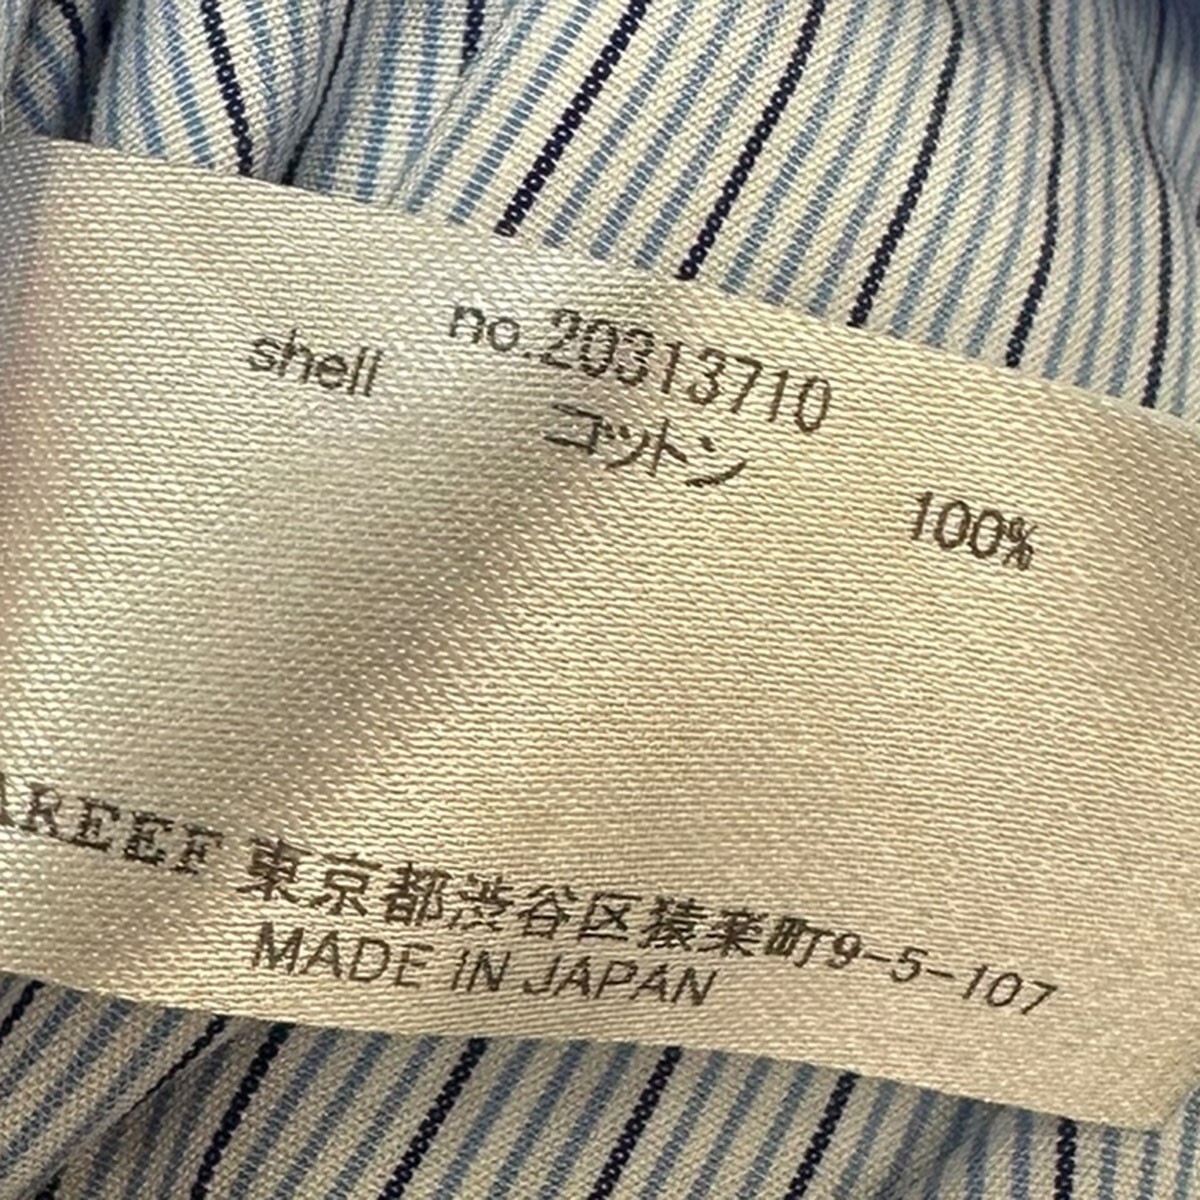 no.20313710
shell コットン 100%
AREEF 東京都渋谷区猿楽町9-5-107
MADE IN JAPAN